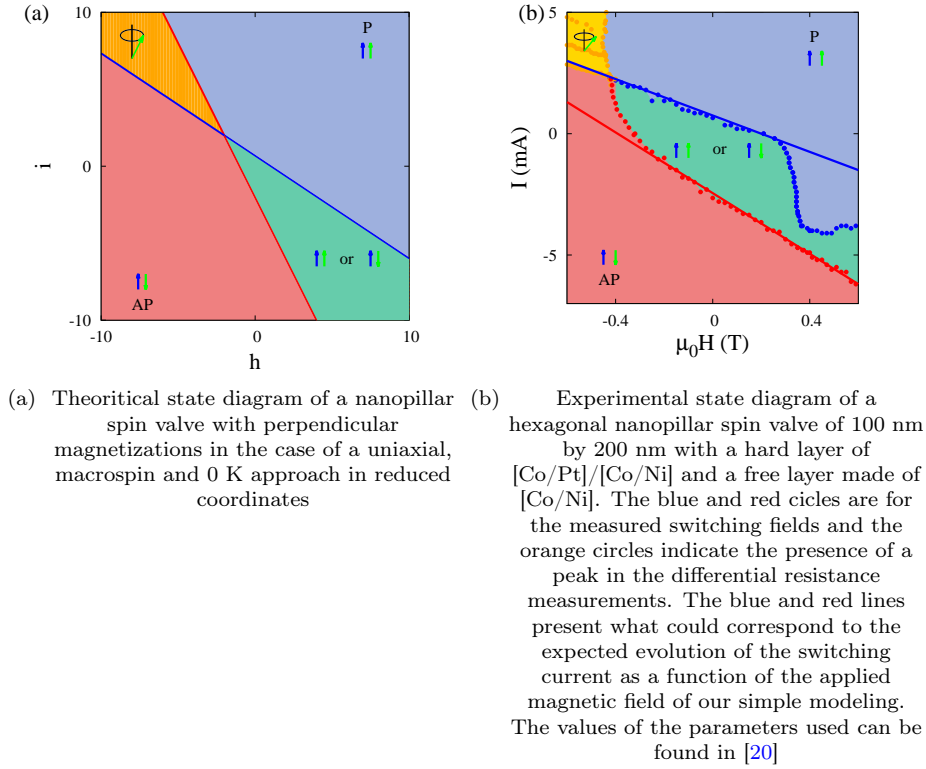 (a)
10
P
i
0
or
AP
-10
-10
0
10
h
(b)
5
P
I (mA)
0
or
-5
AP
-0.4
0
0.4
μ0H (T)
(a) Theoritical state diagram of a nanopillar
spin valve with perpendicular
magnetizations in the case of a uniaxial,
macrospin and 0 K approach in reduced
coordinates
(b) Experimental state diagram of a
hexagonal nanopillar spin valve of 100 nm
by 200 nm with a hard layer of
[Co/Pt]/[Co/Ni] and a free layer made of
[Co/Ni]. The blue and red cicles are for
the measured switching fields and the
orange circles indicate the presence of a
peak in the differential resistance
measurements. The blue and red lines
present what could correspond to the
expected evolution of the switching
current as a function of the applied
magnetic field of our simple modeling.
The values of the parameters used can be
found in [20]